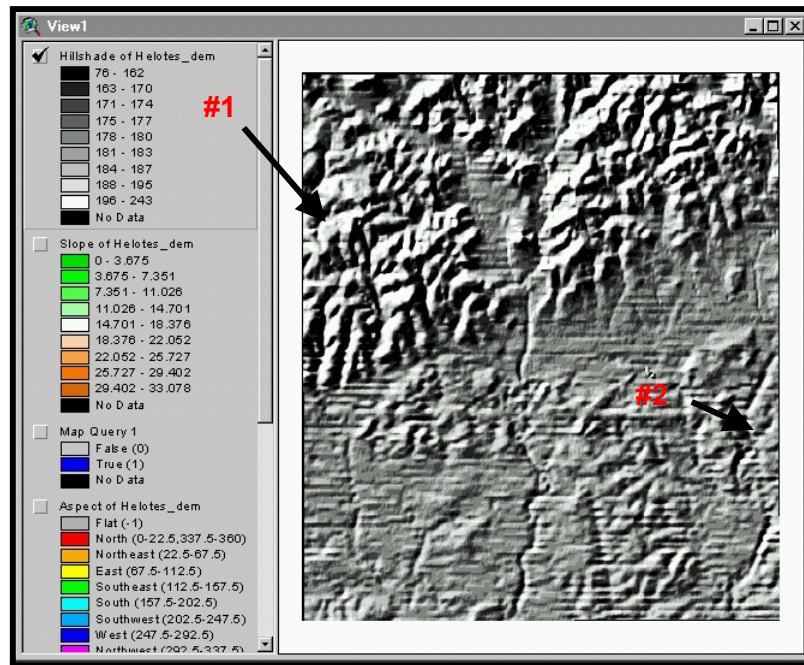 View1
Hillshade of Helotes_dem
76 - 162
163 - 170
171 - 174
175 - 177
178 - 180
181 - 183
184 - 187
188 - 195
196 - 243
No Data
Slope of Helotes_dem
0 - 3.675
3.675 - 7.351
7.351 - 11.026
11.026 - 14.701
14.701 - 18.376
18.376 - 22.052
22.052 - 25.727
25.727 - 29.402
29.402 - 33.078
No Data
Map Query 1
False (0)
True (1)
No Data
Aspect of Helotes_dem
Flat (-1)
North (0-22.5,337.5-360)
Northeast (22.5-67.5)
East (67.5-112.5)
Southeast (112.5-157.5)
South (157.5-202.5)
Southwest (202.5-247.5)
West (247.5-292.5)
Northwest (292.5-337.5)
#1
#2